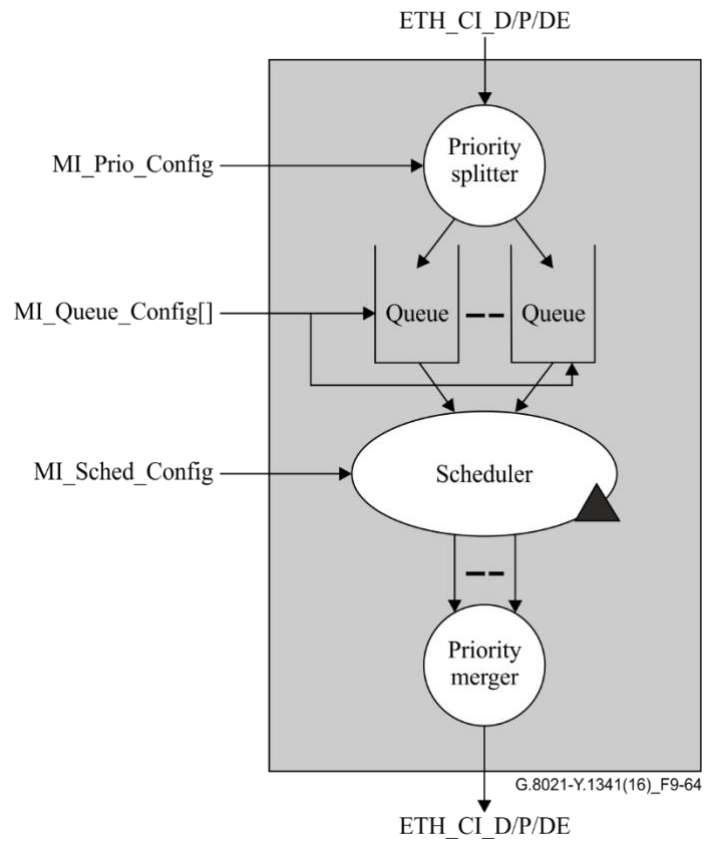 ETH_CI_D/P/DE
MI_Prio_Config
Priority
splitter
MI_Queue_Config[]
Queue
Queue
MI_Sched_Config
Scheduler
Priority
merger
G.8021-Y.1341(16)_F9-64
ETH_CI_D/P/DE